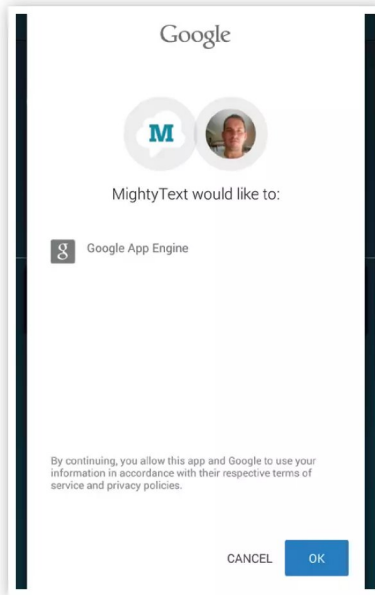 Google
M
MightyText would like to:
g
Google App Engine
By continuing, you allow this app and Google to use your
information in accordance with their respective terms of
service and privacy policies.
CANCEL OK